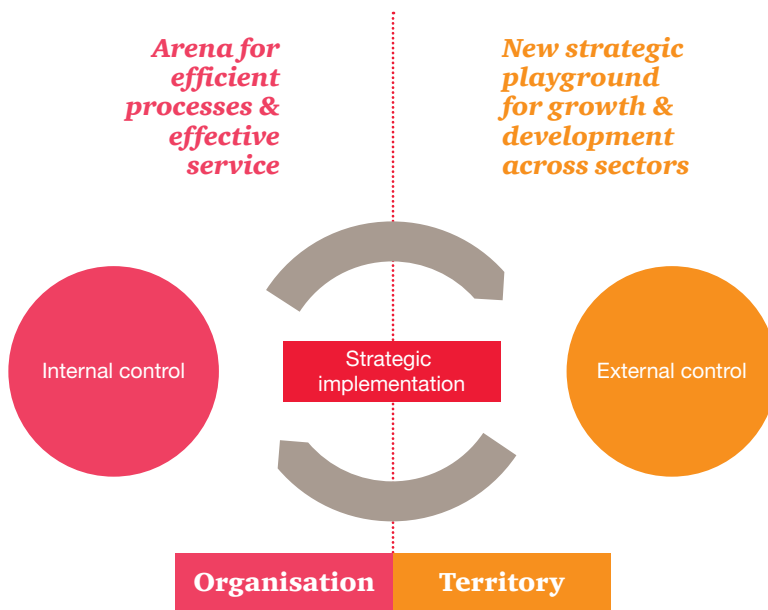 Arena for
efficient
processes &
effective
service
New strategic
playground
for growth &
development
across sectors
Internal control
Strategic
implementation
External control
Organisation
Territory